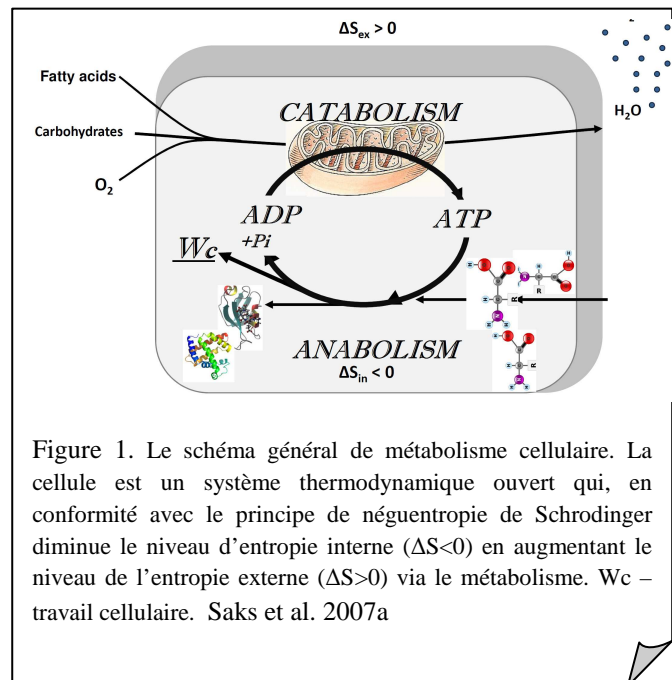 ΔS_ex > 0
Fatty acids
Carbohydrates
O₂
CATABOLISM
H₂O
ADP
+Pi
ATP
Wc
ANABOLISM
ΔS_in < 0
Figure 1. Le schéma général de métabolisme cellulaire. La
cellule est un système thermodynamique ouvert qui, en
conformité avec le principe de néguentropie de Schrodinger
diminue le niveau d’entropie interne (ΔS<0) en augmentant le
niveau de l’entropie externe (ΔS>0) via le métabolisme. Wc –
travail cellulaire. Saks et al. 2007a